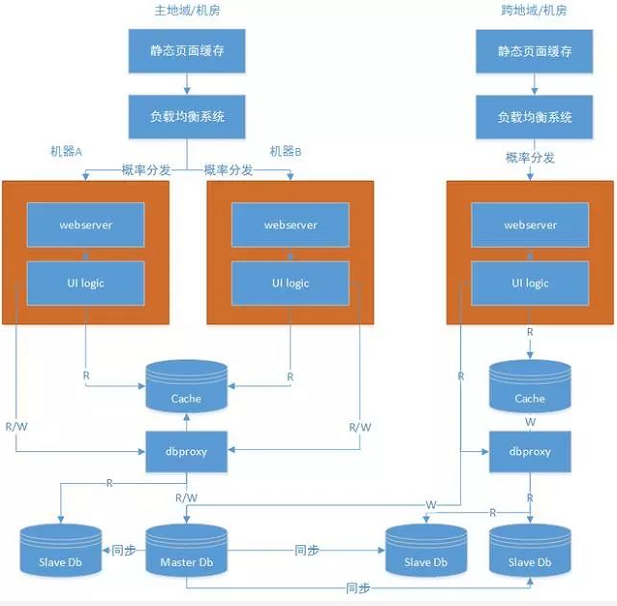 主地域/机房
跨地域/机房
静态页面缓存
静态页面缓存
负载均衡系统
负载均衡系统
机器A
机器B
概率分发
概率分发
概率分发
webserver
webserver
webserver
UI logic
UI logic
UI logic
R
R
R
R
Cache
Cache
R/W
R/W
W
dbproxy
dbproxy
R
R/W
R
W
R
Slave Db
同步
Master Db
同步
Slave Db
Slave Db
同步